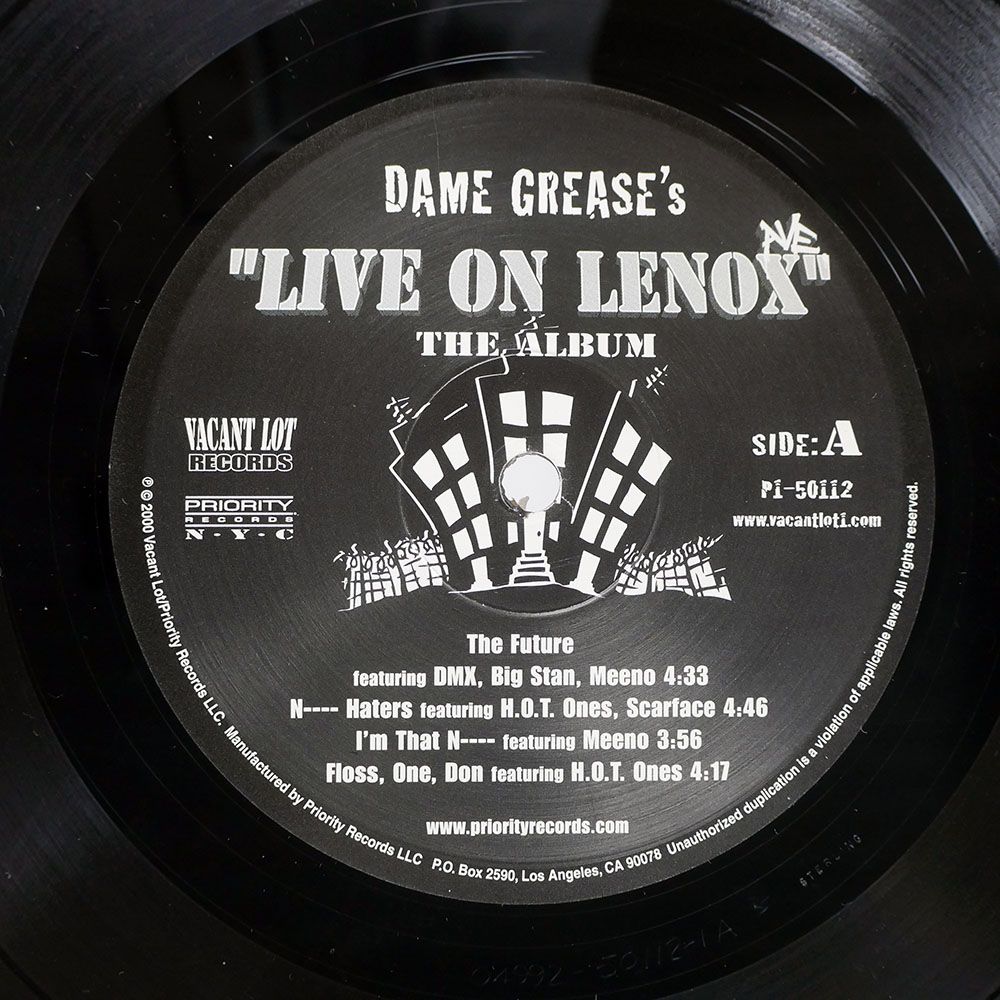 DAME GREASE's
AVE
"LIVE ON LENOX"
THE ALBUM
VACANT LOT
RECORDS
PRIORITY
RECORDS
N·Y·C
SIDE: A
P1-50112
www.vacantlot1.com
The Future
featuring DMX, Big Stan, Meeno 4:33
N---- Haters featuring H.O.T. Ones, Scarface 4:46
I'm That N---- featuring Meeno 3:56
Floss, One, Don featuring H.O.T. Ones 4:17
www.priorityrecords.com
℗ © 2000 Vacant Lot/Priority Records LLC. Manufactured by Priority Records LLC P.O. Box 2590, Los Angeles, CA 90078 Unauthorized duplication is a violation of applicable laws. All rights reserved.
50112-1A